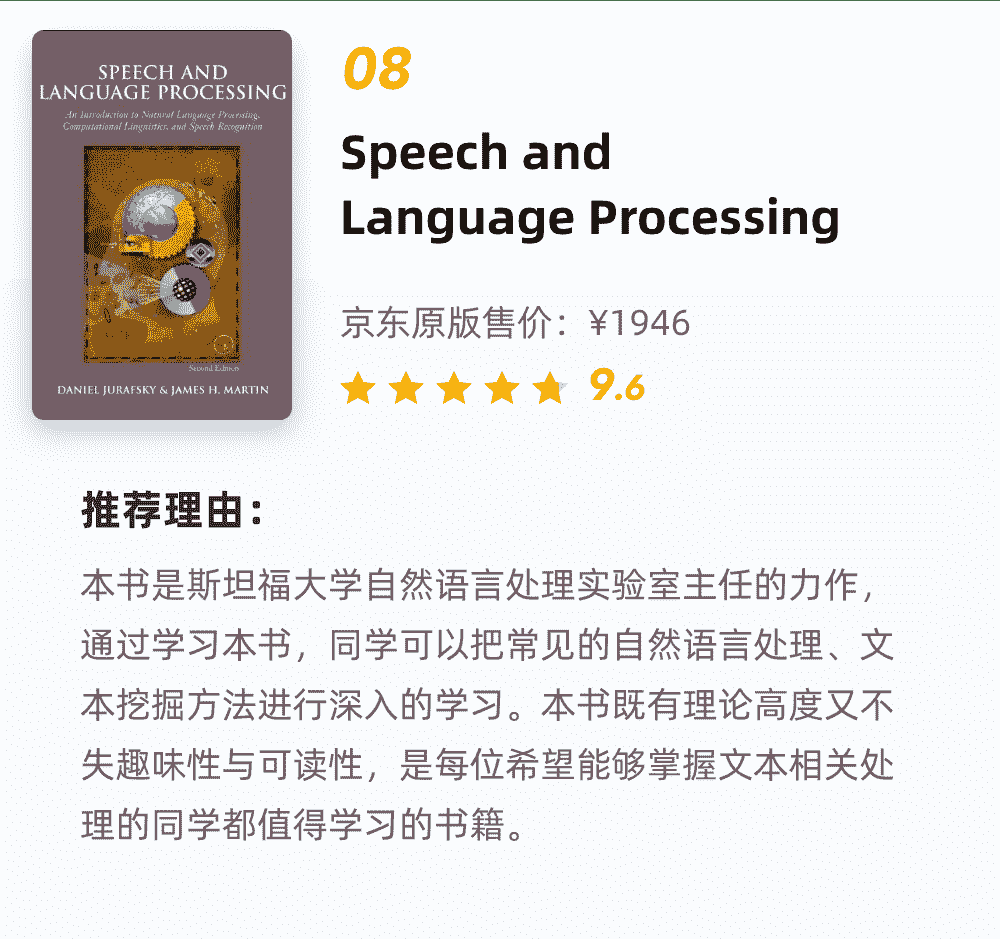 SPEECH AND
LANGUAGE PROCESSING
An Introduction to Natural Language Processing,
Computational Linguistics, and Speech Recognition
Second Edition
DANIEL JURAFSKY & JAMES H. MARTIN
08
Speech and
Language Processing
京东原版售价：¥1946
9.6
推荐理由：
本书是斯坦福大学自然语言处理实验室主任的力作，
通过学习本书，同学可以把常见的自然语言处理、文
本挖掘方法进行深入的学习。本书既有理论高度又不
失趣味性与可读性，是每位希望能够掌握文本相关处
理的同学都值得学习的书籍。